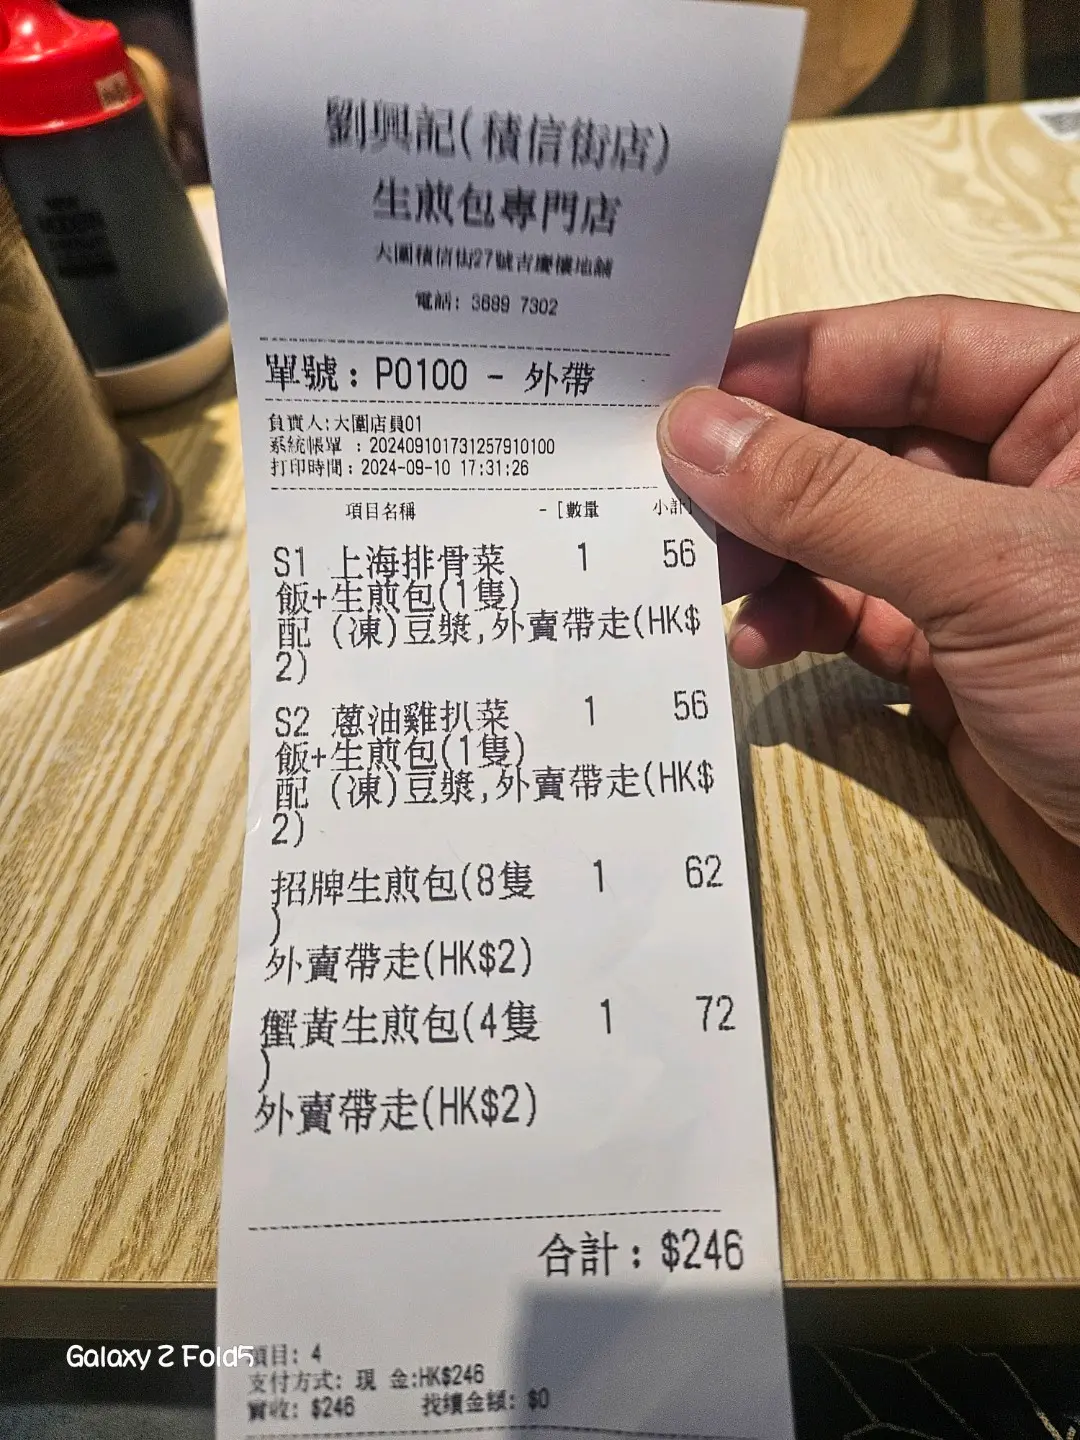 劉興記(積信街店)
生煎包專門店
大圍積信街27號吉慶樓地舖
電話: 3689 7302
單號: P0100 - 外帶
負責人:大圍店員01
系統帳單 : 202409101731257910100
打印時間: 2024-09-10 17:31:26
項目名稱 -[數量 小計]
S1 上海排骨菜 1 56
飯+生煎包(1隻)
配 (凍)豆漿,外賣帶走(HK$
2)
S2 蔥油雞扒菜 1 56
飯+生煎包(1隻)
配 (凍)豆漿,外賣帶走(HK$
2)
招牌生煎包(8隻 1 62
)
外賣帶走(HK$2)
蟹黃生煎包(4隻 1 72
)
外賣帶走(HK$2)
合計: $246
項目: 4
支付方式: 現 金:HK$246
實收: $246 找續金額: $0
Galaxy Z Fold5